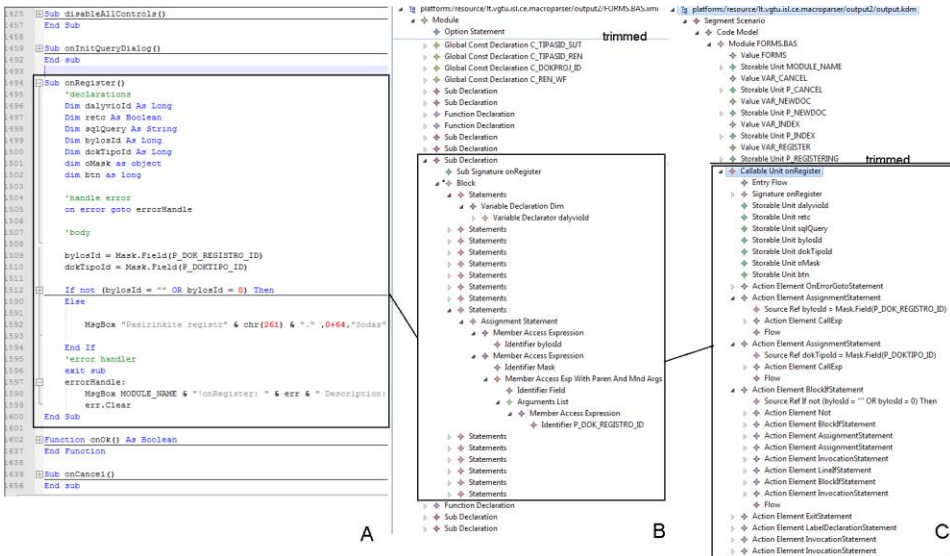 1425 Sub disableAllControls()
1457 End Sub
1458
1459 Sub onInitQueryDialog()
1492 End sub
1493
1494 Sub onRegister()
1495 'declarations
1496 Dim dalyvioId As Long
1497 Dim retc As Boolean
1498 Dim sqlQuery As String
1499 Dim bylosId As Long
1500 Dim dokTipoId As Long
1501 dim oMask as object
1502 dim btn as long
1503
1504 'handle error
1505 on error goto errorHandle
1506
1507 'body
1508
1509 bylosId = Mask.Field(P_DOK_REGISTRO_ID)
1510 dokTipoId = Mask.Field(P_DOKTIPO_ID)
1511
1512 If not (bylosId = "" OR bylosId = 0) Then
1590 Else
1591
1592 MsgBox "Pasirinkite registr" & chr(261) & "." ,0+64,"Sodas"
1593
1594 End If
1595 'error handler
1596 exit sub
1597 errorHandle:
1598 MsgBox MODULE_NAME & "!onRegister: " & err & " Description:
1599 err.Clear
1600 End Sub
1601
1602 Function onOk() As Boolean
1637 End Function
1638
1639 Sub onCancel()
1656 End sub
A
platform:/resource/lt.vgtu.isl.ce.macroparser/output2/FORMS.BAS.xmi
Module
Option Statement
trimmed
Global Const Declaration C_TIPASID_SUT
Global Const Declaration C_TIPASID_REN
Global Const Declaration C_DOKPROJ_ID
Global Const Declaration C_REN_WF
Sub Declaration
Sub Declaration
Function Declaration
Function Declaration
Sub Declaration
Sub Declaration
Sub Declaration
Sub Signature onRegister
Block
Statements
Variable Declaration Dim
Variable Declarator dalyvioId
Statements
Statements
Statements
Statements
Statements
Statements
Statements
Statements
Assignment Statement
Member Access Expression
Identifier bylosId
Member Access Expression
Identifier Mask
Member Access Exp With Paren And Mnd Args
Identifier Field
Arguments List
Member Access Expression
Identifier P_DOK_REGISTRO_ID
Statements
Statements
Statements
Statements
Statements
Statements
Function Declaration
Sub Declaration
Sub Declaration
B
platform:/resource/lt.vgtu.isl.ce.macroparser/output2/output.kdm
Segment Scenario
Code Model
Module FORMS.BAS
Value FORMS
Storable Unit MODULE_NAME
Value VAR_CANCEL
Storable Unit P_CANCEL
Value VAR_NEWDOC
Storable Unit P_NEWDOC
Value VAR_INDEX
Storable Unit P_INDEX
Value VAR_REGISTER
Storable Unit P_REGISTERING
trimmed
Callable Unit onRegister
Entry Flow
Signature onRegister
Storable Unit dalyvioId
Storable Unit retc
Storable Unit sqlQuery
Storable Unit bylosId
Storable Unit dokTipoId
Storable Unit oMask
Storable Unit btn
Action Element OnErrorGotoStatement
Action Element AssignmentStatement
Source Ref bylosId = Mask.Field(P_DOK_REGISTRO_ID)
Action Element CallExp
Flow
Action Element AssignmentStatement
Source Ref dokTipoId = Mask.Field(P_DOKTIPO_ID)
Action Element CallExp
Flow
Action Element BlockIfStatement
Source Ref If not (bylosId = "" OR bylosId = 0) Then
Action Element Not
Action Element BlockIfStatement
Action Element AssignmentStatement
Action Element InvocationStatement
Action Element LineIfStatement
Action Element BlockIfStatement
Action Element InvocationStatement
Flow
Action Element ExitStatement
Action Element LabelDeclarationStatement
Action Element InvocationStatement
Action Element InvocationStatement
C